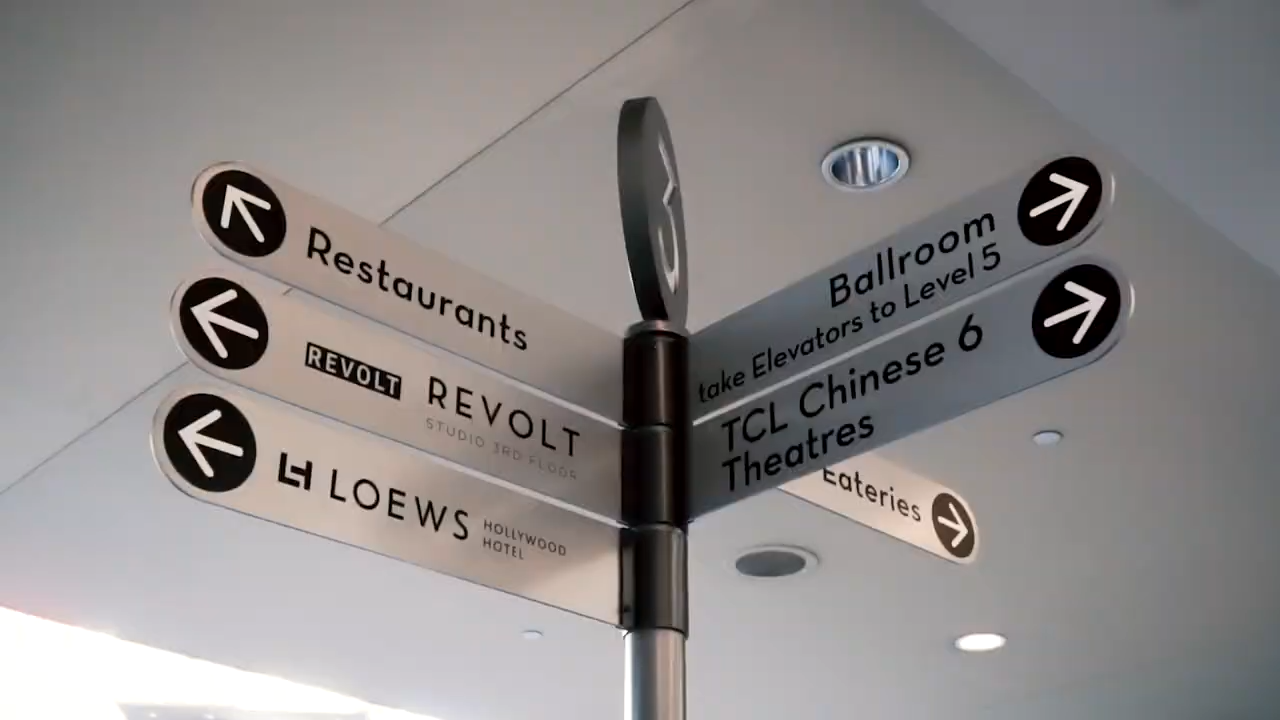 3
Restaurants
REVOLT REVOLT
STUDIO 3RD FLOOR
LOEWS HOLLYWOOD
HOTEL
Ballroom
take Elevators to Level 5
TCL Chinese 6
Theatres
Eateries